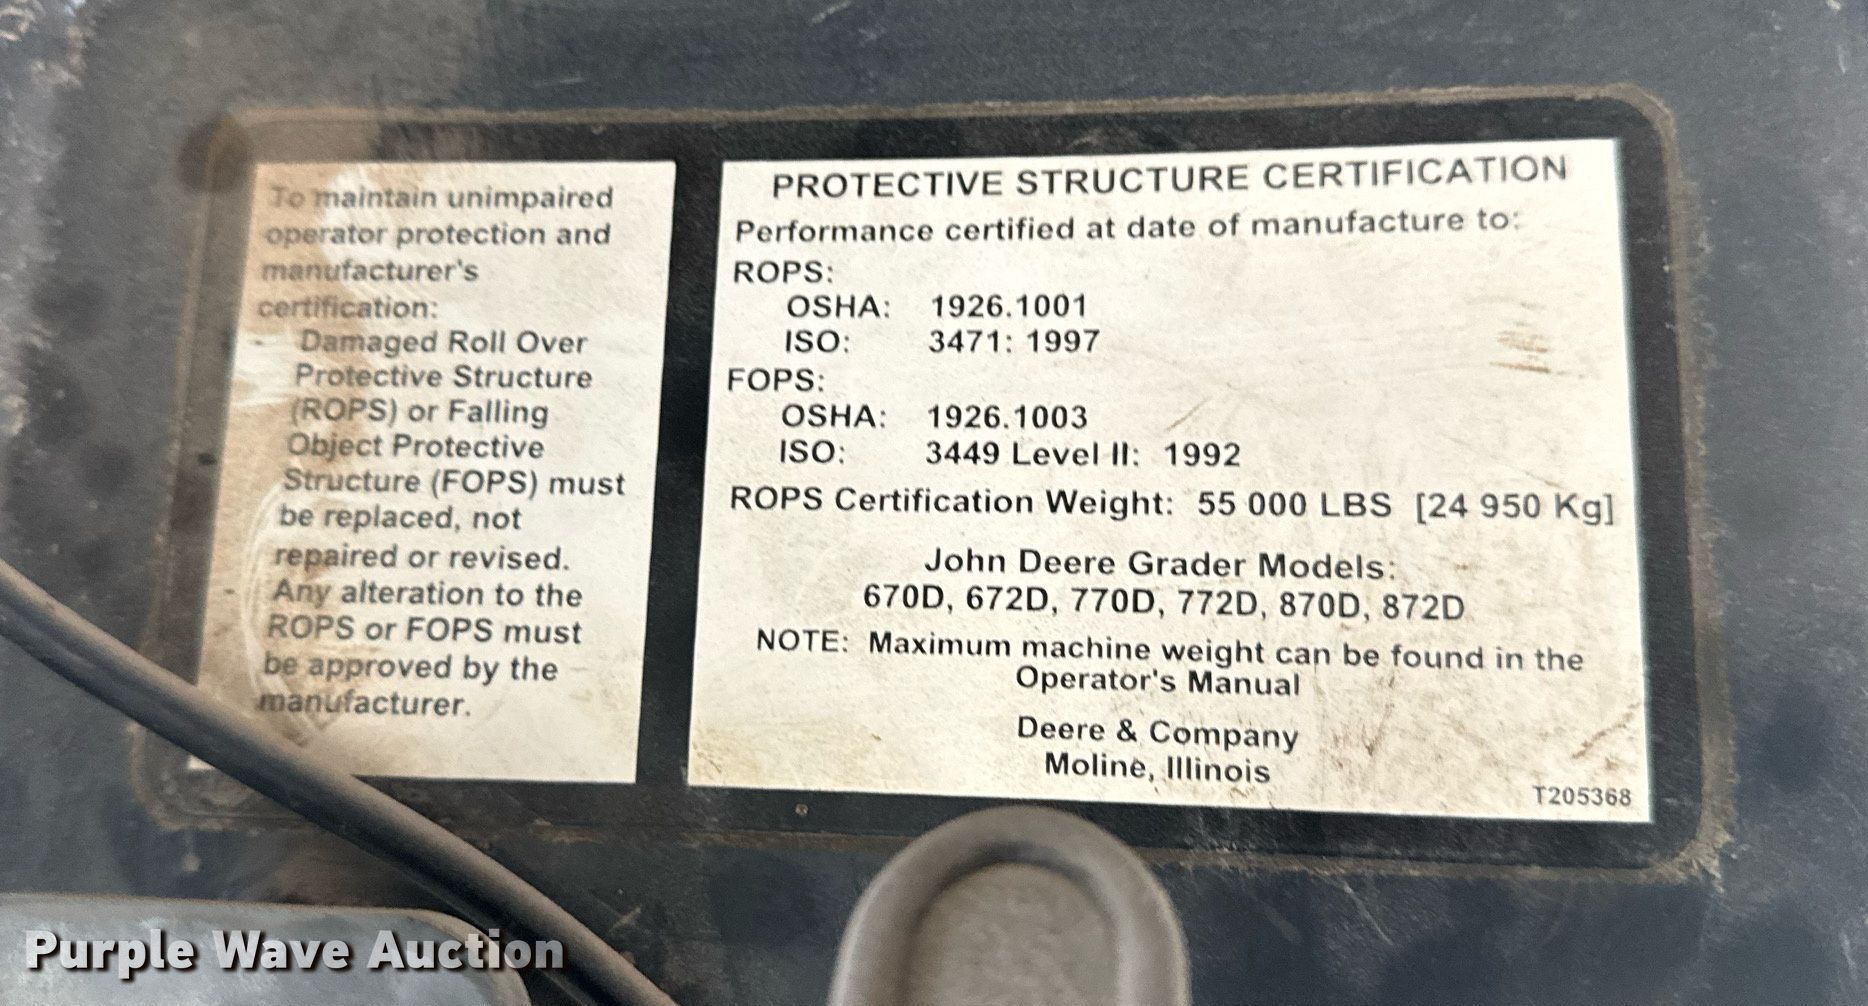 To maintain unimpaired
operator protection and
manufacturer's
certification:
- Damaged Roll Over
Protective Structure
(ROPS) or Falling
Object Protective
Structure (FOPS) must
be replaced, not
repaired or revised.
- Any alteration to the
ROPS or FOPS must
be approved by the
manufacturer.
PROTECTIVE STRUCTURE CERTIFICATION
Performance certified at date of manufacture to:
ROPS:
OSHA: 1926.1001
ISO: 3471: 1997
FOPS:
OSHA: 1926.1003
ISO: 3449 Level II: 1992
ROPS Certification Weight: 55 000 LBS [24 950 Kg]
John Deere Grader Models:
670D, 672D, 770D, 772D, 870D, 872D
NOTE: Maximum machine weight can be found in the
Operator's Manual
Deere & Company
Moline, Illinois
T205368
Purple Wave Auction